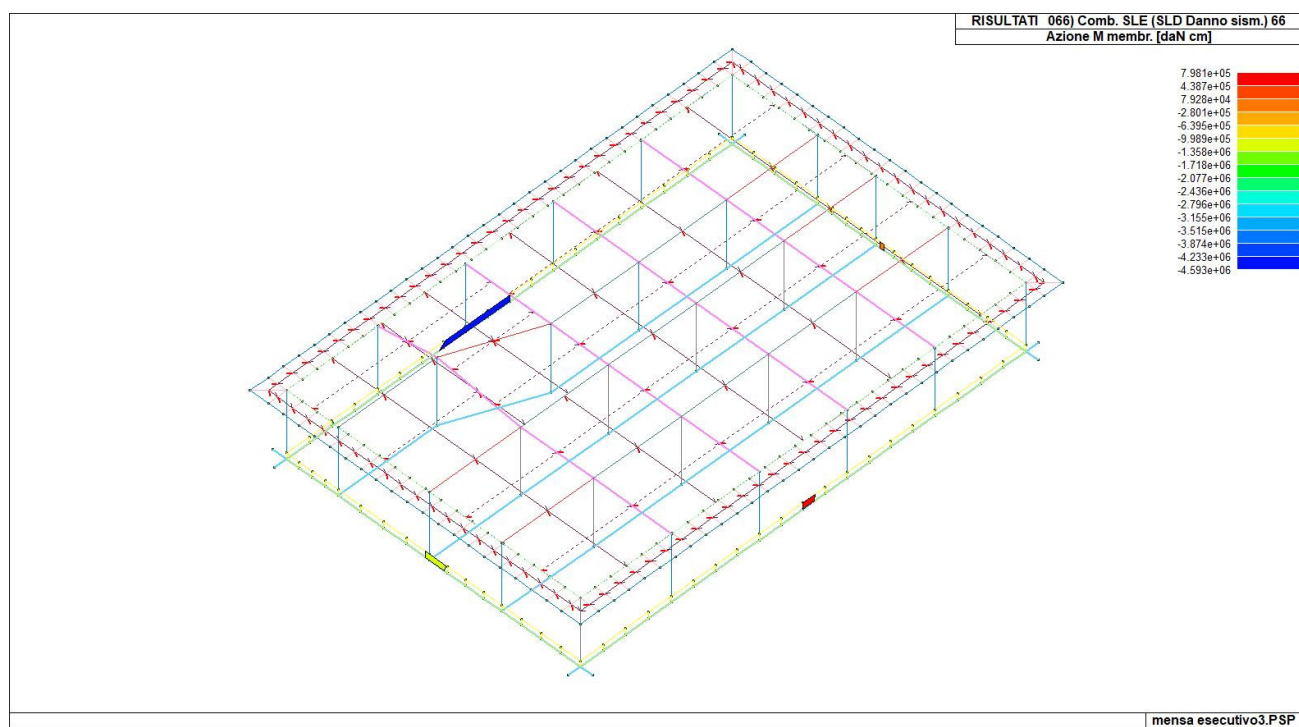 RISULTATI 066) Comb. SLE (SLD Danno sism.) 66
Azione M membr. [daN cm]
7.981e+05
4.387e+05
7.928e+04
-2.801e+05
-6.395e+05
-9.989e+05
-1.358e+06
-1.718e+06
-2.077e+06
-2.436e+06
-2.796e+06
-3.155e+06
-3.515e+06
-3.874e+06
-4.233e+06
-4.593e+06
mensa esecutivo3.PSP